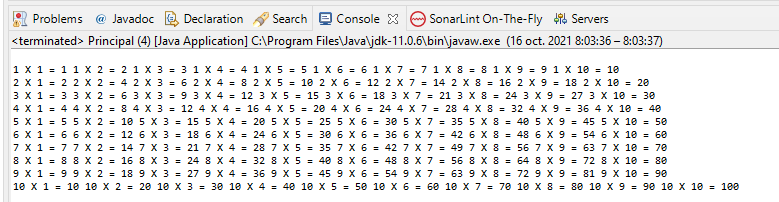 Problems @ Javadoc Declaration Search Console SonarLint On-The-Fly Servers
<terminated> Principal (4) [Java Application] C:\Program Files\Java\jdk-11.0.6\bin\javaw.exe (16 oct. 2021 8:03:36 – 8:03:37)
1 X 1 = 1 1 X 2 = 2 1 X 3 = 3 1 X 4 = 4 1 X 5 = 5 1 X 6 = 6 1 X 7 = 7 1 X 8 = 8 1 X 9 = 9 1 X 10 = 10
2 X 1 = 2 2 X 2 = 4 2 X 3 = 6 2 X 4 = 8 2 X 5 = 10 2 X 6 = 12 2 X 7 = 14 2 X 8 = 16 2 X 9 = 18 2 X 10 = 20
3 X 1 = 3 3 X 2 = 6 3 X 3 = 9 3 X 4 = 12 3 X 5 = 15 3 X 6 = 18 3 X 7 = 21 3 X 8 = 24 3 X 9 = 27 3 X 10 = 30
4 X 1 = 4 4 X 2 = 8 4 X 3 = 12 4 X 4 = 16 4 X 5 = 20 4 X 6 = 24 4 X 7 = 28 4 X 8 = 32 4 X 9 = 36 4 X 10 = 40
5 X 1 = 5 5 X 2 = 10 5 X 3 = 15 5 X 4 = 20 5 X 5 = 25 5 X 6 = 30 5 X 7 = 35 5 X 8 = 40 5 X 9 = 45 5 X 10 = 50
6 X 1 = 6 6 X 2 = 12 6 X 3 = 18 6 X 4 = 24 6 X 5 = 30 6 X 6 = 36 6 X 7 = 42 6 X 8 = 48 6 X 9 = 54 6 X 10 = 60
7 X 1 = 7 7 X 2 = 14 7 X 3 = 21 7 X 4 = 28 7 X 5 = 35 7 X 6 = 42 7 X 7 = 49 7 X 8 = 56 7 X 9 = 63 7 X 10 = 70
8 X 1 = 8 8 X 2 = 16 8 X 3 = 24 8 X 4 = 32 8 X 5 = 40 8 X 6 = 48 8 X 7 = 56 8 X 8 = 64 8 X 9 = 72 8 X 10 = 80
9 X 1 = 9 9 X 2 = 18 9 X 3 = 27 9 X 4 = 36 9 X 5 = 45 9 X 6 = 54 9 X 7 = 63 9 X 8 = 72 9 X 9 = 81 9 X 10 = 90
10 X 1 = 10 10 X 2 = 20 10 X 3 = 30 10 X 4 = 40 10 X 5 = 50 10 X 6 = 60 10 X 7 = 70 10 X 8 = 80 10 X 9 = 90 10 X 10 = 100